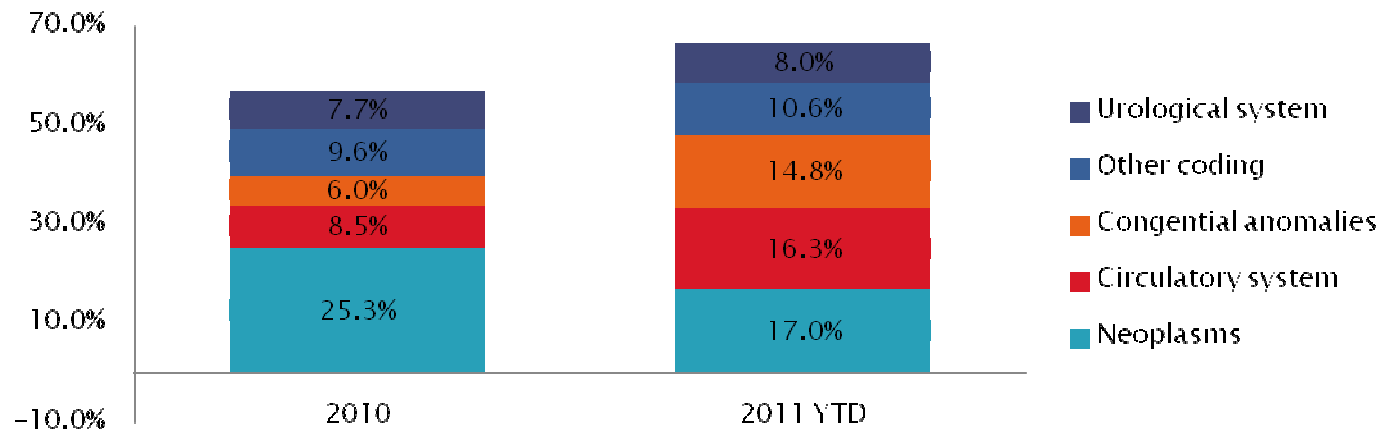 70.0%
50.0%
30.0%
10.0%
-10.0%
7.7%
9.6%
6.0%
8.5%
25.3%
2010
8.0%
10.6%
14.8%
16.3%
17.0%
2011 YTD
Urological system
Other coding
Congential anomalies
Circulatory system
Neoplasms